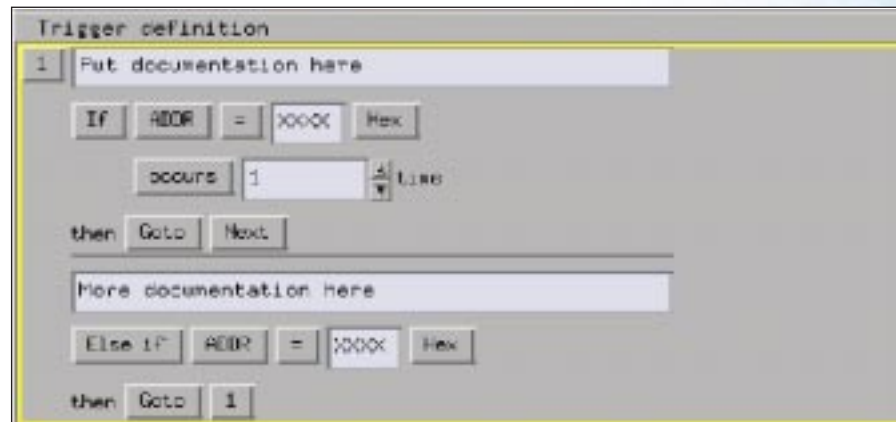 Trigger definition
1 Put documentation here
If ADDR = XXXX Hex
occurs 1 time
then Goto Next
More documentation here
Else if ADDR = XXXX Hex
then Goto 1